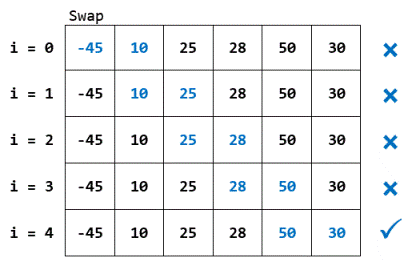 Swap
i = 0 -45 10 25 28 50 30
i = 1 -45 10 25 28 50 30
i = 2 -45 10 25 28 50 30
i = 3 -45 10 25 28 50 30
i = 4 -45 10 25 28 50 30